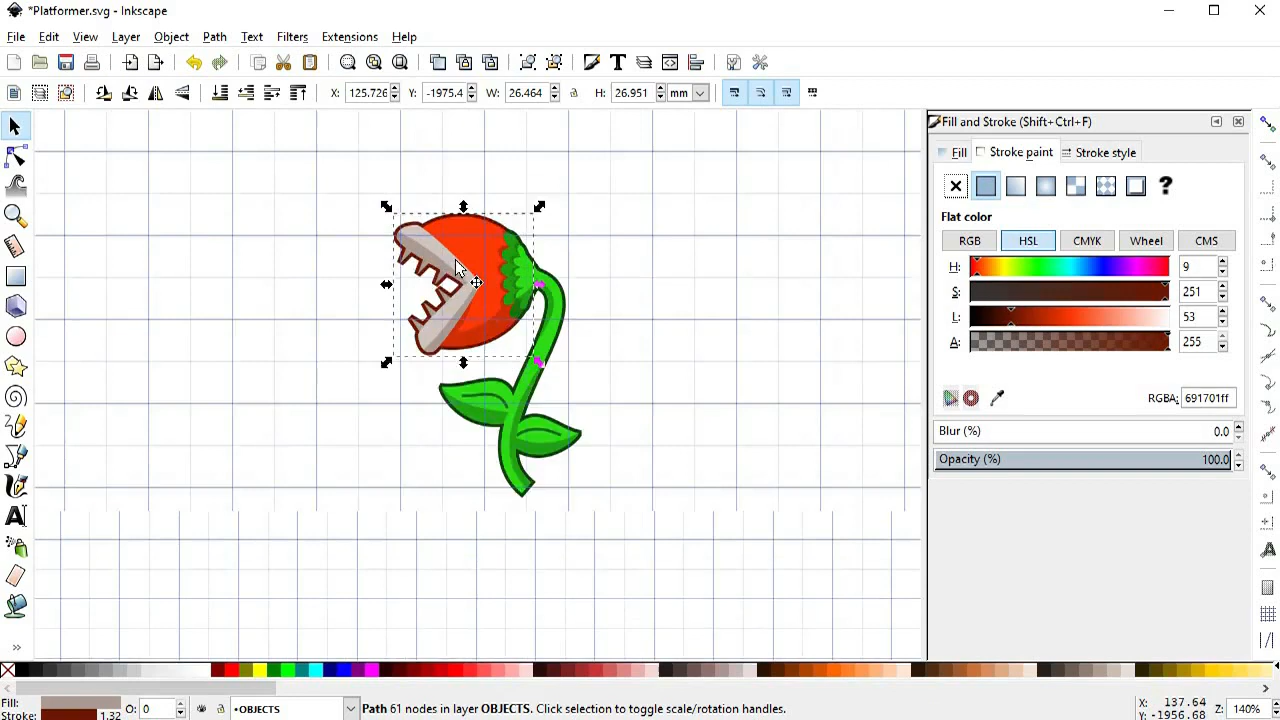 *Platformer.svg - Inkscape
File Edit View Layer Object Path Text Filters Extensions Help
X: 125.726 Y: -1975.4 W: 26.464 H: 26.951 mm
Fill and Stroke (Shift+Ctrl+F)
Fill Stroke paint Stroke style
?
Flat color
RGB HSL CMYK Wheel CMS
H: 9
S: 251
L: 53
A: 255
RGBA: 691701ff
Blur (%) 0.0
Opacity (%) 100.0
Fill: O: 0 •OBJECTS Path 61 nodes in layer OBJECTS. Click selection to toggle scale/rotation handles. X: 137.64 Z: 140%
Stroke: 1.32 Y: -1956.68